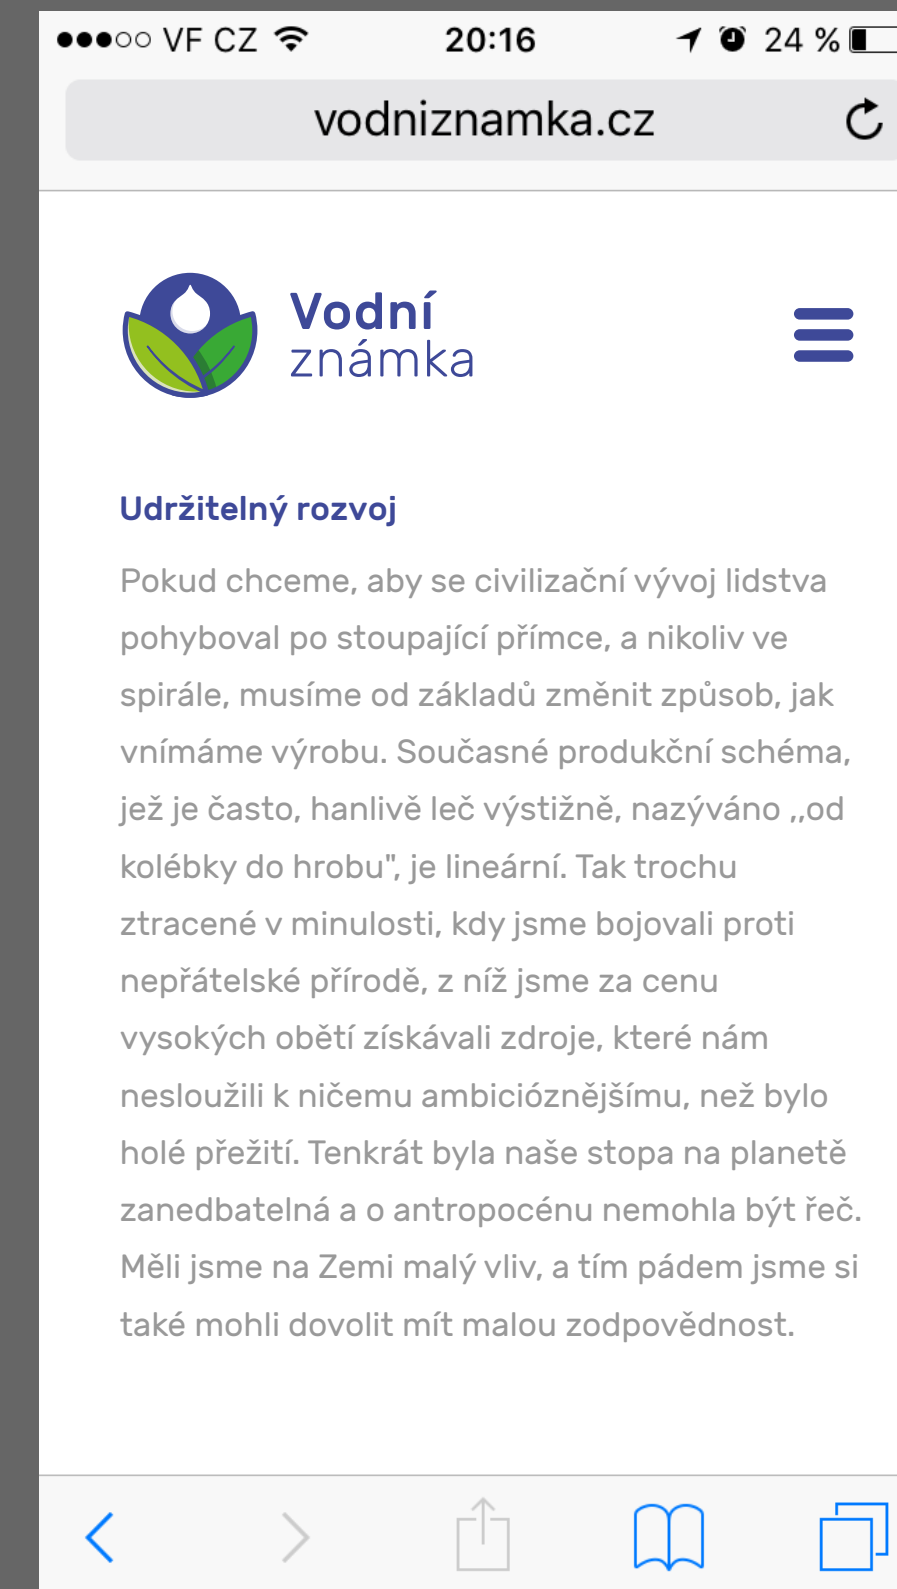 VF CZ 20:16 24 %
vodniznamka.cz
Vodní
známka
Udržitelný rozvoj
Pokud chceme, aby se civilizační vývoj lidstva
pohyboval po stoupající přímce, a nikoliv ve
spirále, musíme od základů změnit způsob, jak
vnímáme výrobu. Současné produkční schéma,
jež je často, hanlivě leč výstižně, nazýváno ,,od
kolébky do hrobu", je lineární. Tak trochu
ztracené v minulosti, kdy jsme bojovali proti
nepřátelské přírodě, z níž jsme za cenu
vysokých obětí získávali zdroje, které nám
nesloužili k ničemu ambicióznějšímu, než bylo
holé přežití. Tenkrát byla naše stopa na planetě
zanedbatelná a o antropocénu nemohla být řeč.
Měli jsme na Zemi malý vliv, a tím pádem jsme si
také mohli dovolit mít malou zodpovědnost.